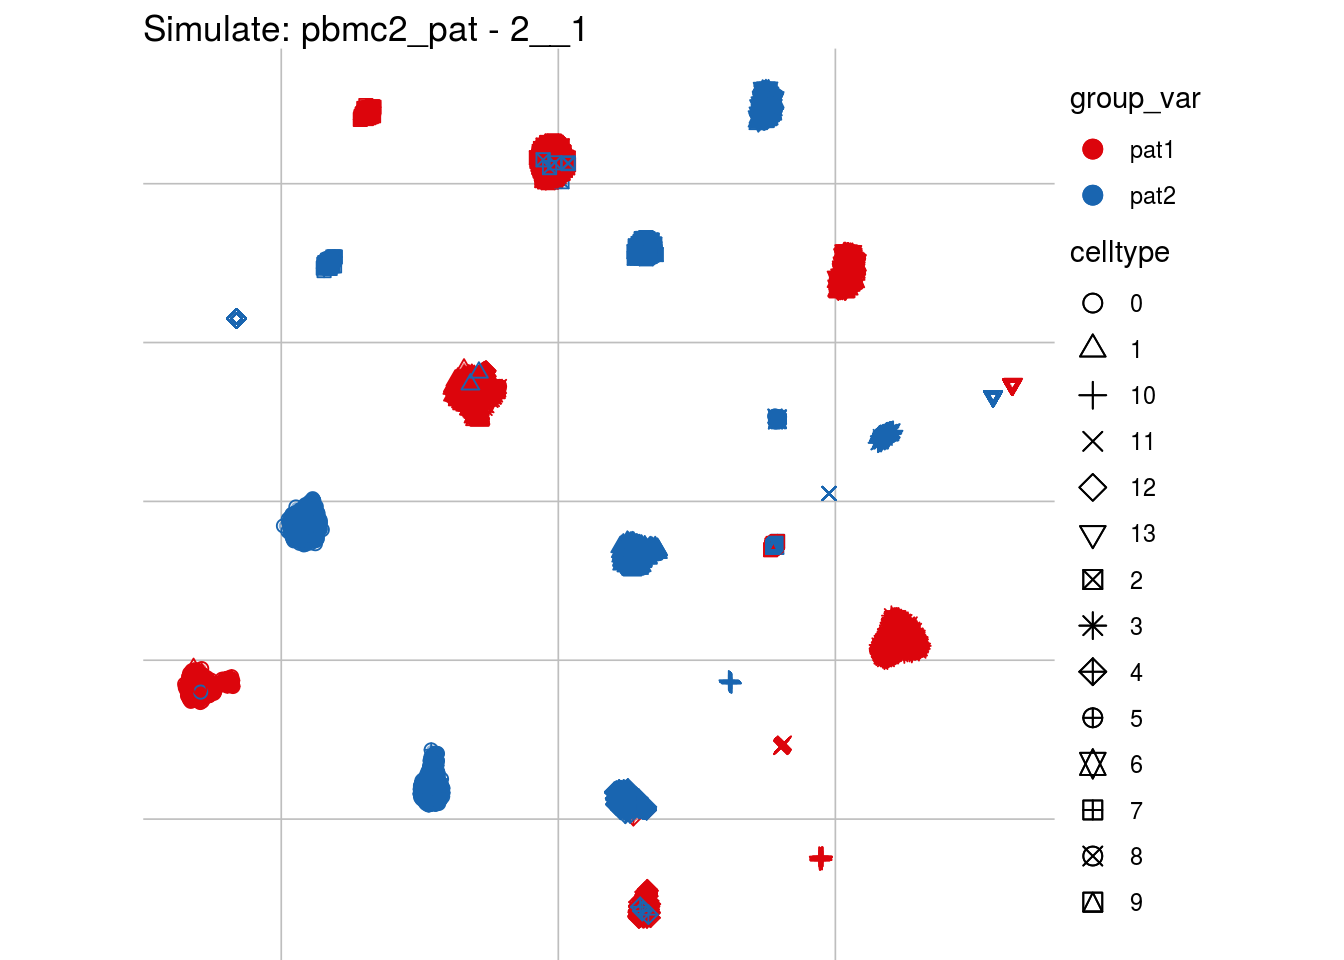 Simulate: pbmc2_pat - 2__1
group_var
pat1
pat2
celltype
0
1
10
11
12
13
2
3
4
5
6
7
8
9